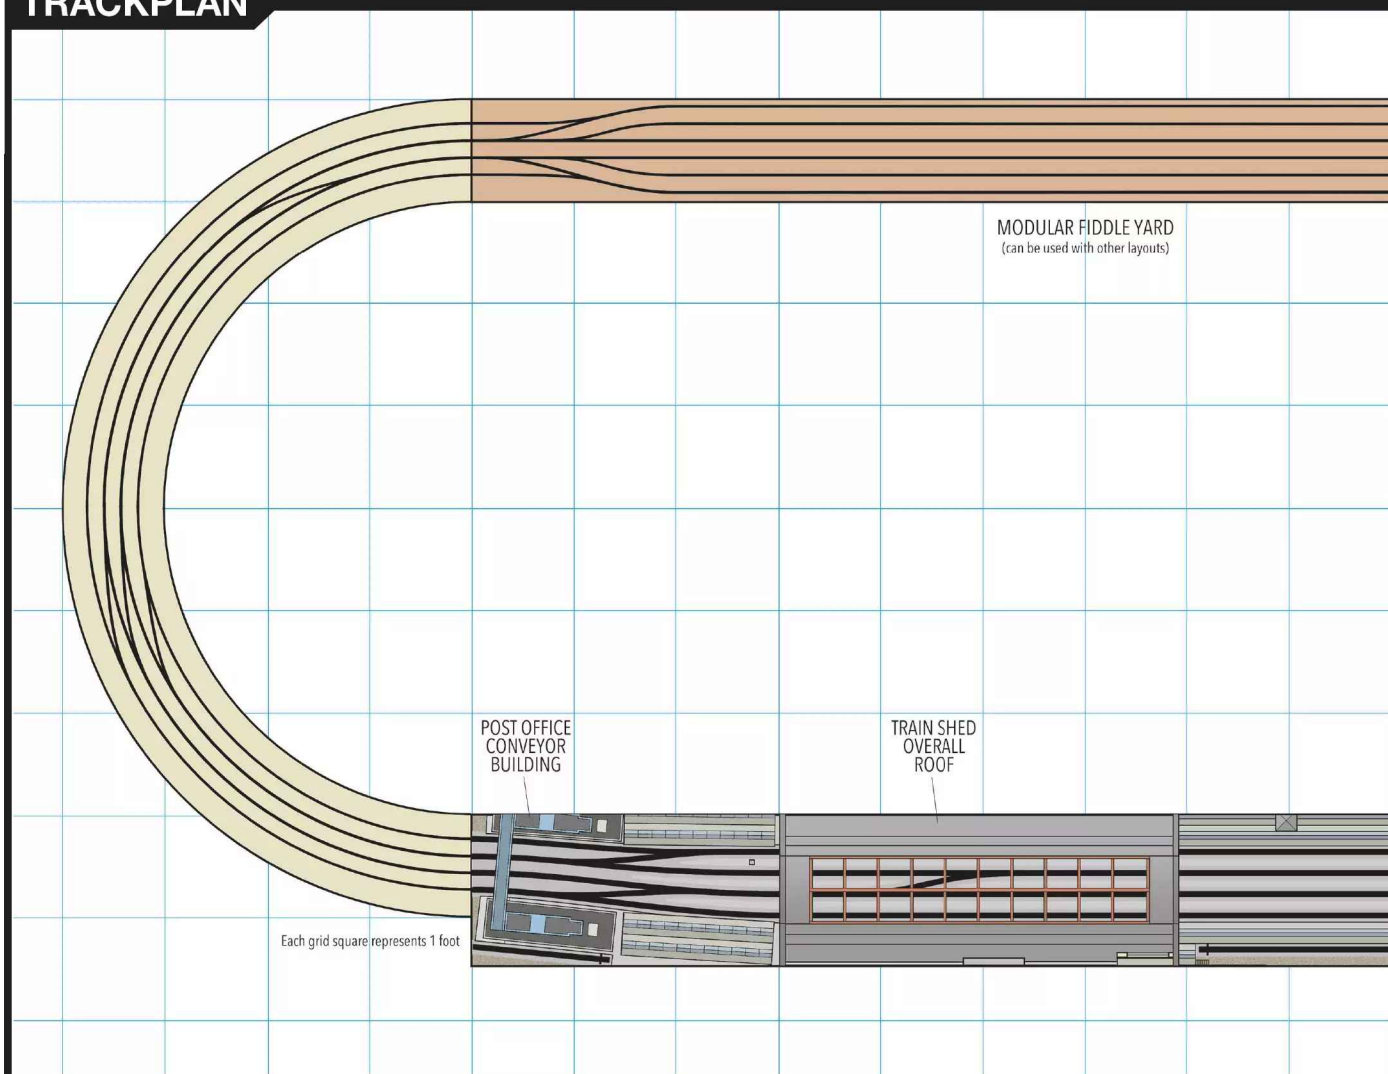 TRACKPLAN
MODULAR FIDDLE YARD
(can be used with other layouts)
POST OFFICE
CONVEYOR
BUILDING
TRAIN SHED
OVERALL
ROOF
Each grid square represents 1 foot